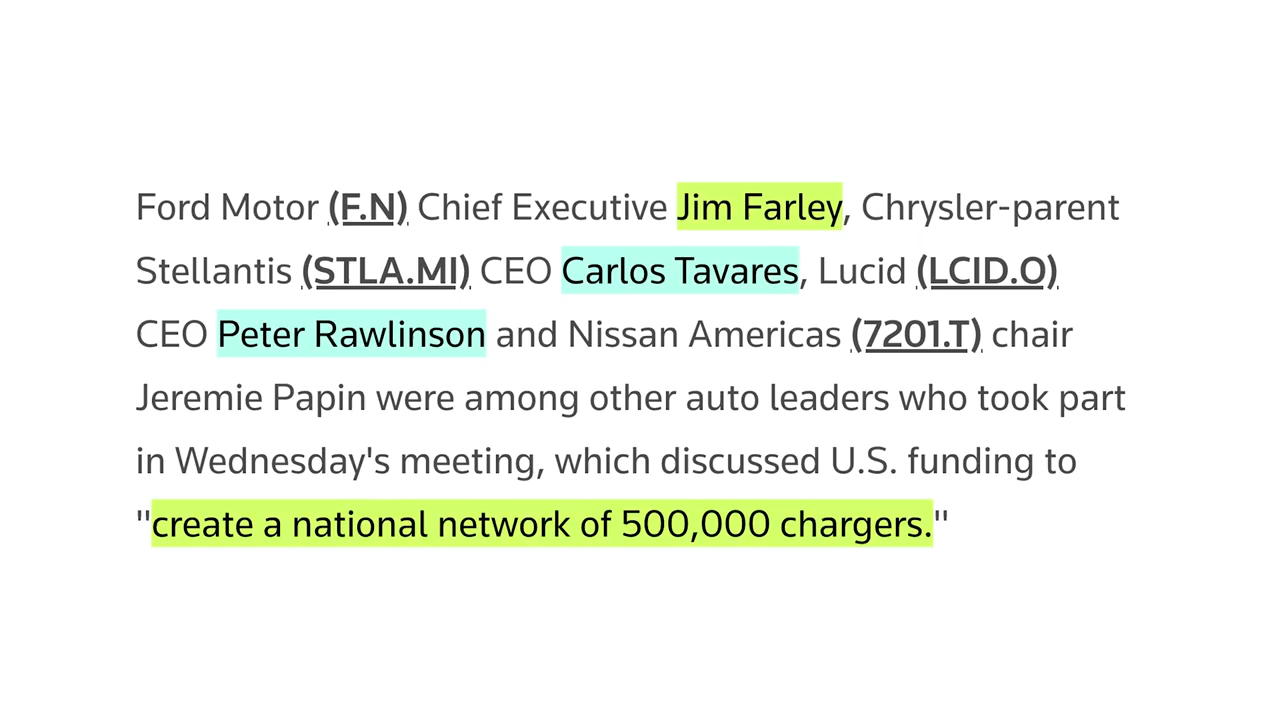 Ford Motor (F.N) Chief Executive Jim Farley, Chrysler-parent
Stellantis (STLA.MI) CEO Carlos Tavares, Lucid (LCID.O)
CEO Peter Rawlinson and Nissan Americas (7201.T) chair
Jeremie Papin were among other auto leaders who took part
in Wednesday's meeting, which discussed U.S. funding to
"create a national network of 500,000 chargers."